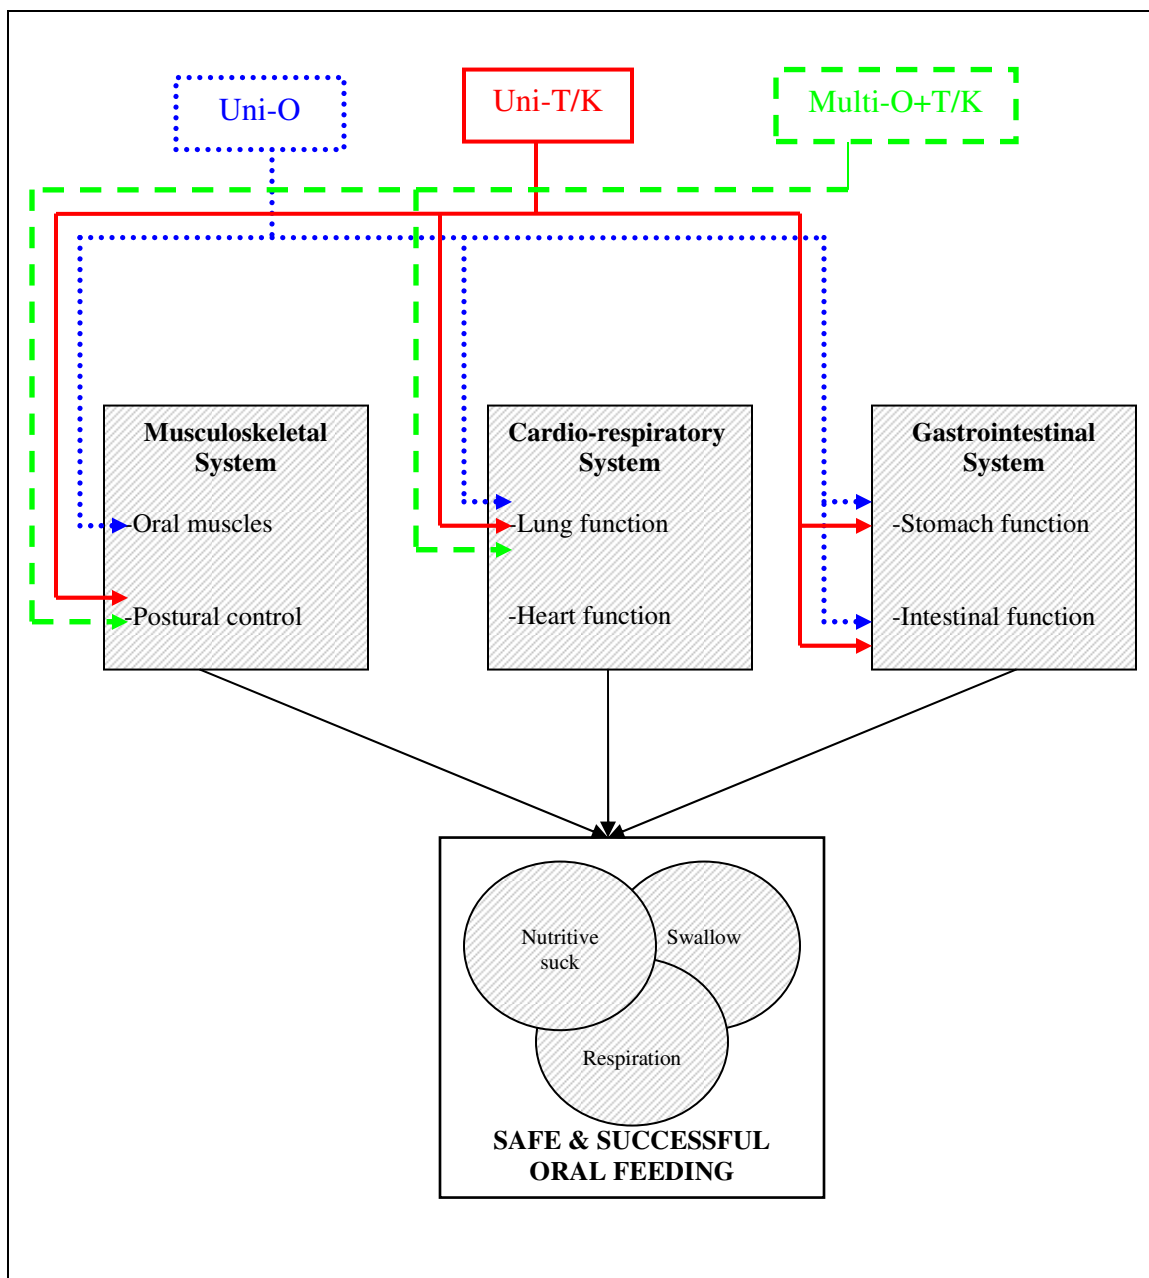 Uni-O
Uni-T/K
Multi-O+T/K
Musculoskeletal
System
-Oral muscles
-Postural control
Cardio-respiratory
System
-Lung function
-Heart function
Gastrointestinal
System
-Stomach function
-Intestinal function
Nutritive
suck
Swallow
Respiration
SAFE & SUCCESSFUL
ORAL FEEDING